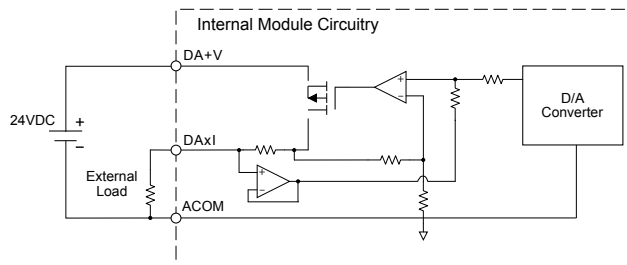 Internal Module Circuitry
DA+V
D/A
Converter
24VDC
+
−
+
−
DAxI
External
Load
+
−
ACOM